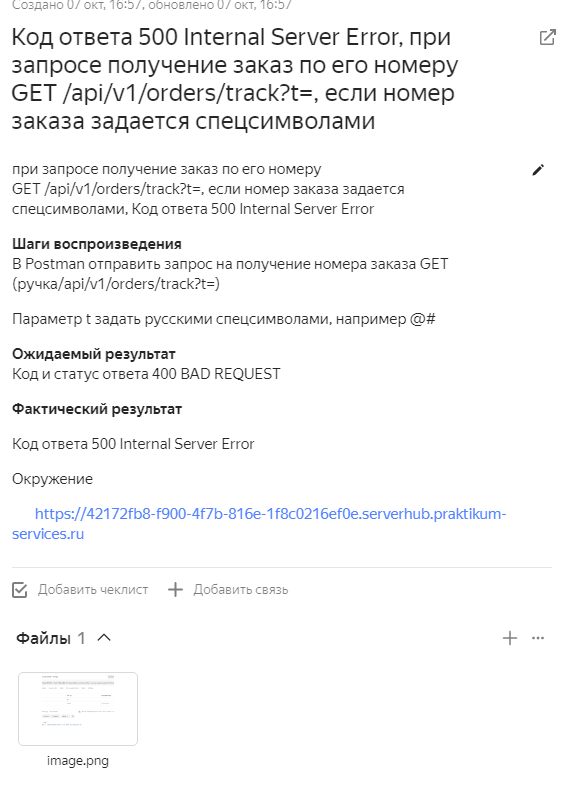 Создано 07 окт, 16:57, обновлено 07 окт, 16:57
Код ответа 500 Internal Server Error, при
запросе получение заказ по его номеру
GET /api/v1/orders/track?t=, если номер
заказа задается спецсимволами
при запросе получение заказ по его номеру
GET /api/v1/orders/track?t=, если номер заказа задается
спецсимволами, Код ответа 500 Internal Server Error
Шаги воспроизведения
В Postman отправить запрос на получение номера заказа GET
(ручка/api/v1/orders/track?t=)
Параметр t задать русскими спецсимволами, например @#
Ожидаемый результат
Код и статус ответа 400 BAD REQUEST
Фактический результат
Код ответа 500 Internal Server Error
Окружение
https://42172fb8-f900-4f7b-816e-1f8c0216ef0e.serverhub.praktikum-
services.ru
Добавить чеклист
Добавить связь
Файлы 1
image.png